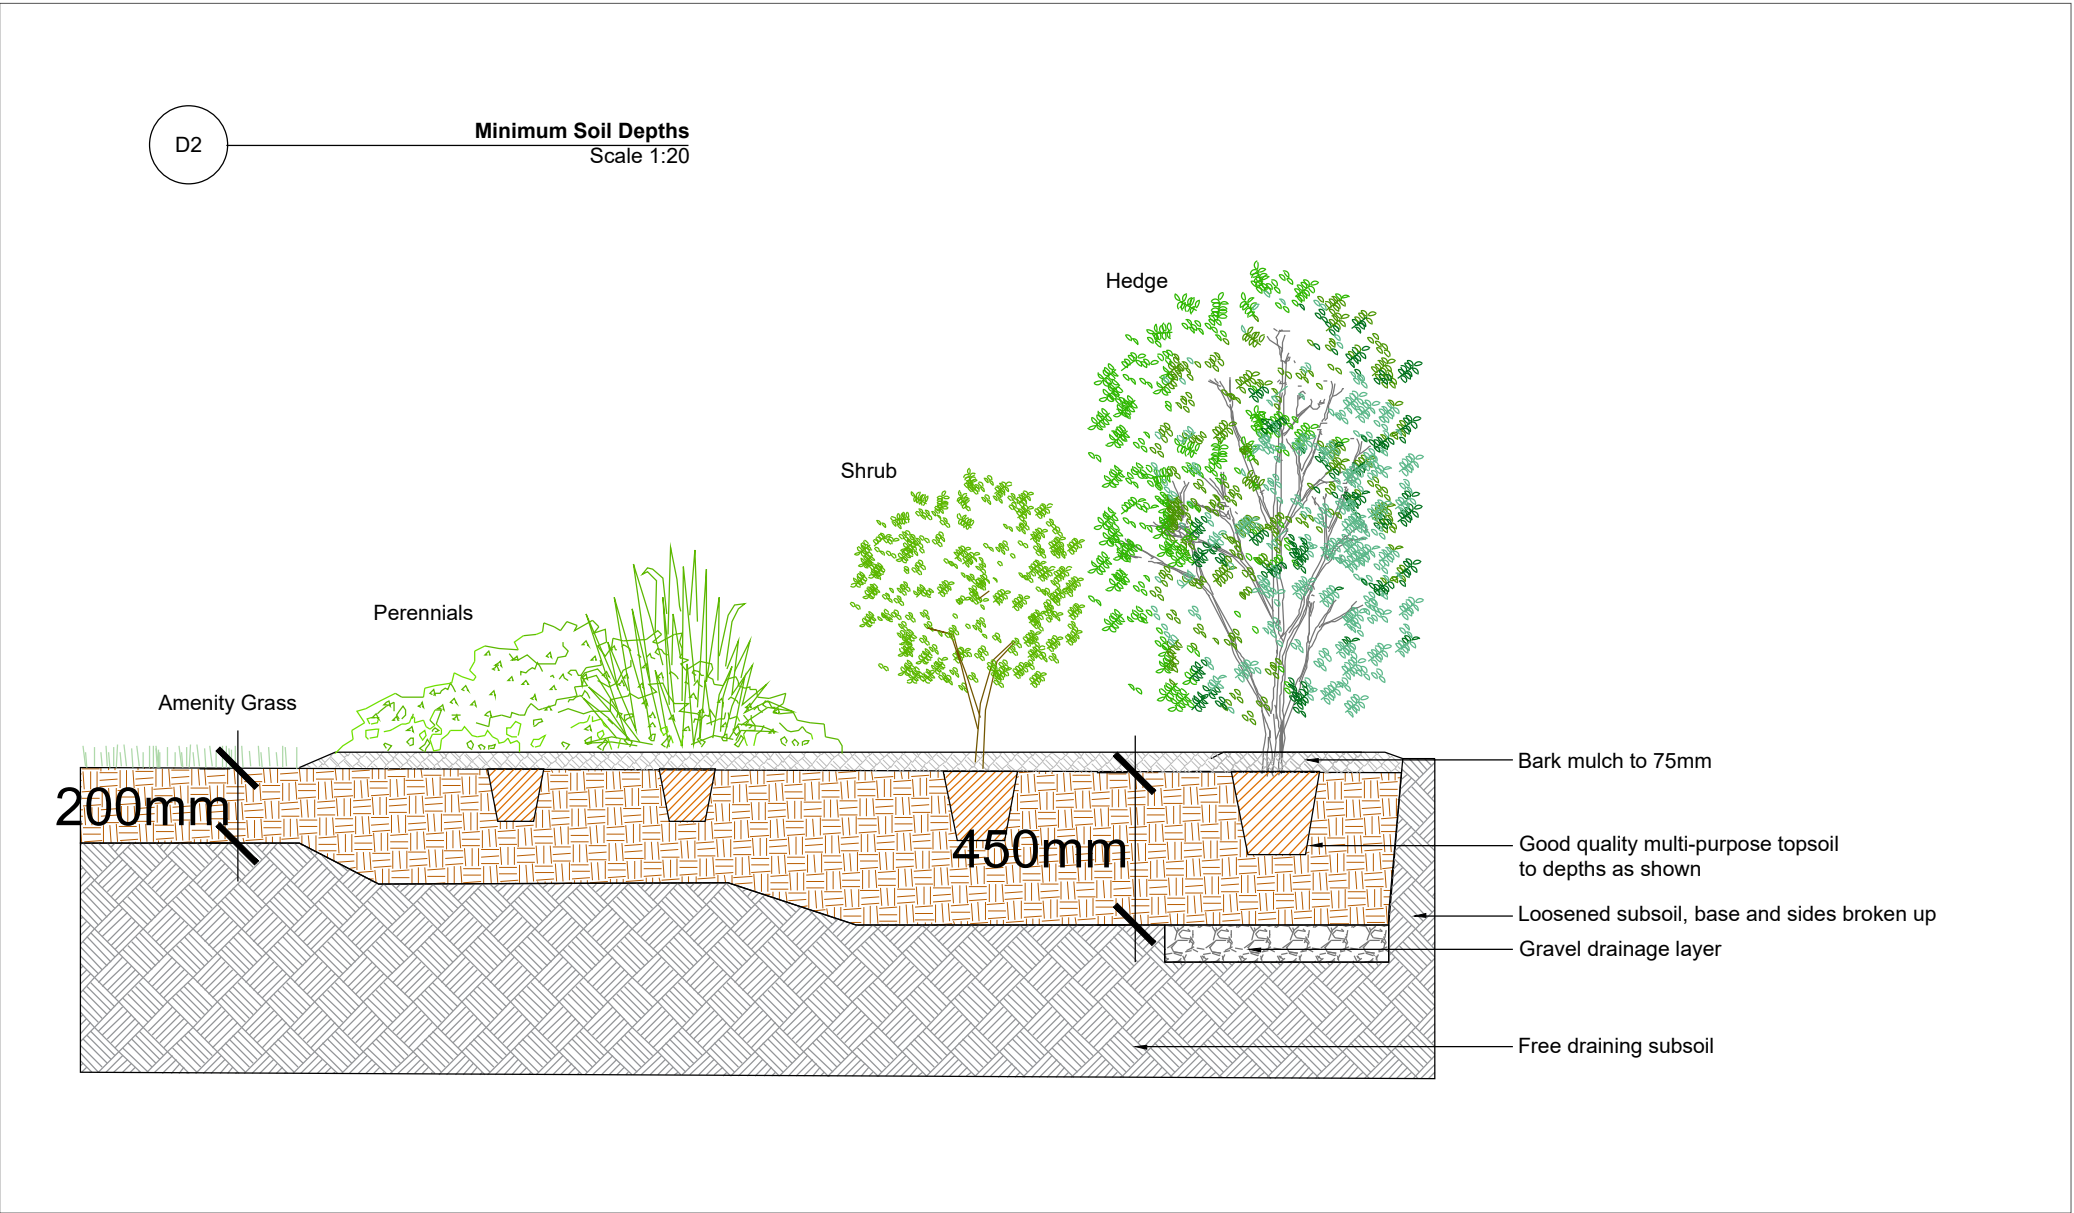 D2
Minimum Soil Depths
Scale 1:20
Hedge
Shrub
Perennials
Amenity Grass
200mm
450mm
Bark mulch to 75mm
Good quality multi-purpose topsoil
to depths as shown
Loosened subsoil, base and sides broken up
Gravel drainage layer
Free draining subsoil